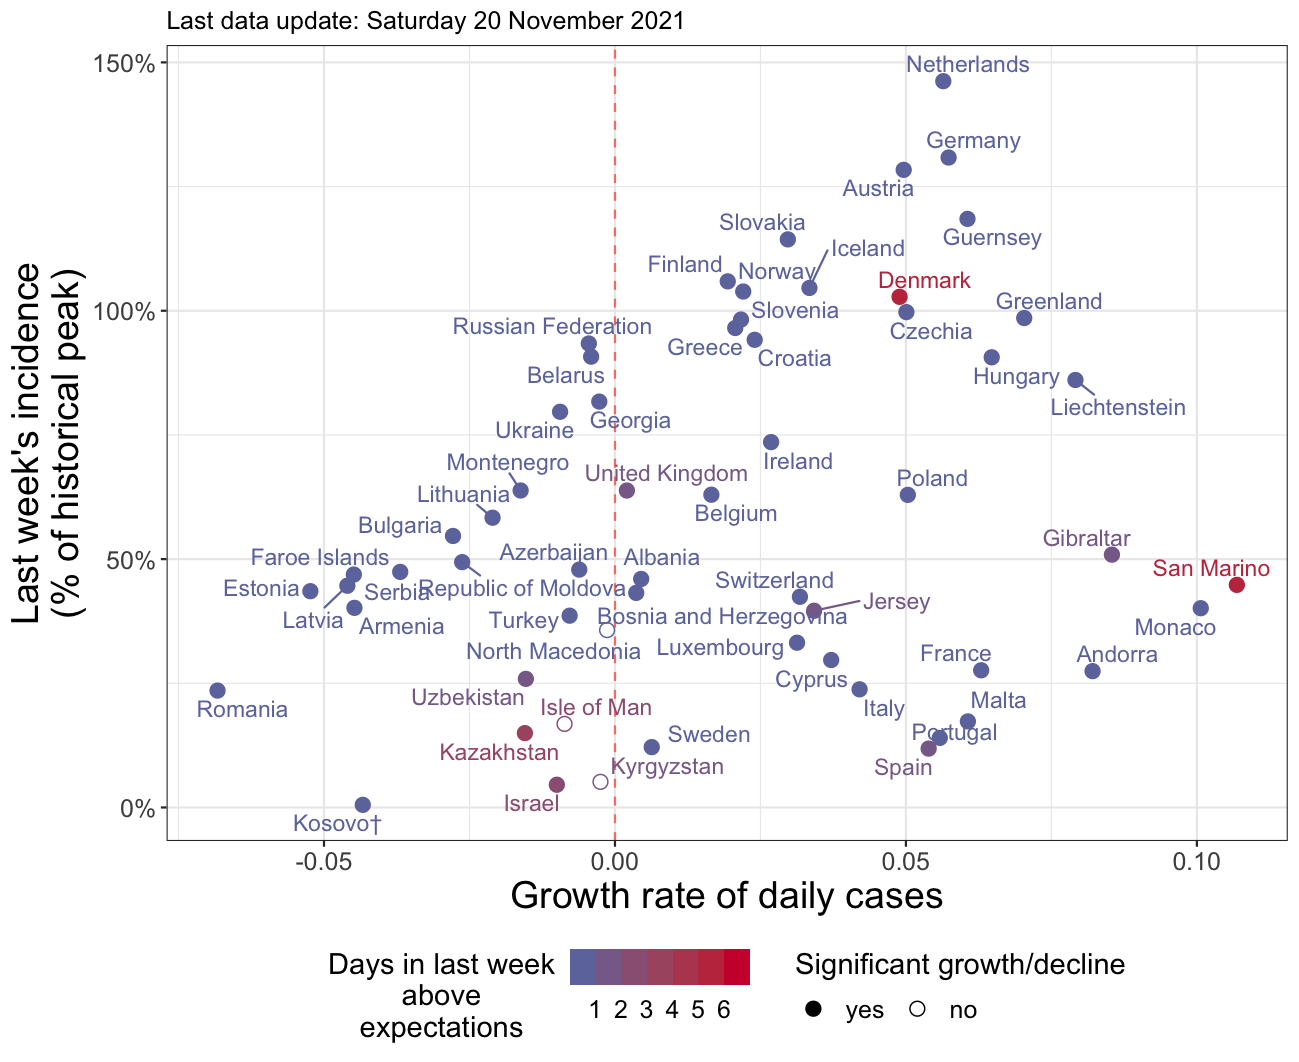 Last data update: Saturday 20 November 2021
Last week's incidence
(% of historical peak)
150%
100%
50%
0%
Netherlands
Germany
Austria
Guernsey
Slovakia
Iceland
Finland
Norway
Denmark
Greenland
Slovenia
Czechia
Russian Federation
Greece
Croatia
Belarus
Hungary
Liechtenstein
Georgia
Ukraine
Montenegro
Ireland
United Kingdom
Poland
Lithuania
Belgium
Bulgaria
Gibraltar
Azerbaijan
Albania
Faroe Islands
San Marino
Switzerland
Estonia
Serbia
Republic of Moldova
Jersey
Latvia
Armenia
Turkey
Bosnia and Herzegovina
Monaco
North Macedonia
Luxembourg
France
Andorra
Cyprus
Uzbekistan
Malta
Romania
Isle of Man
Italy
Portugal
Sweden
Kazakhstan
Kyrgyzstan
Spain
Israel
Kosovo†
-0.05 0.00 0.05 0.10
Growth rate of daily cases
Days in last week
above
expectations
1 2 3 4 5 6
Significant growth/decline
yes no